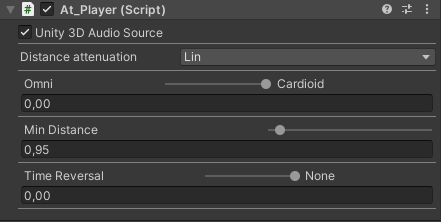 At_Player (Script)
Unity 3D Audio Source
Distance attenuation Lin
Omni Cardioid
0,00
Min Distance
0,95
Time Reversal None
0,00